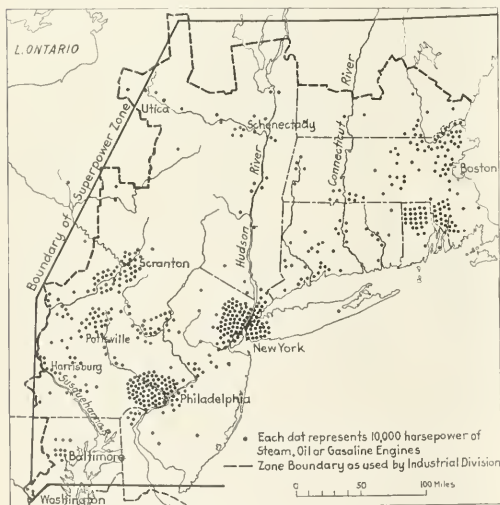 L. ONTARIO
Boundary of Superpower Zone
Utica
Schenectady
Hudson River
Connecticut River
Boston
Scranton
Pottsville
New York
Harrisburg
Susquehanna
Philadelphia
Baltimore
Washington
• Each dot represents 10,000 horsepower of
Steam, Oil or Gasoline Engines
Zone Boundary as used by Industrial Division
0 50 100 Miles